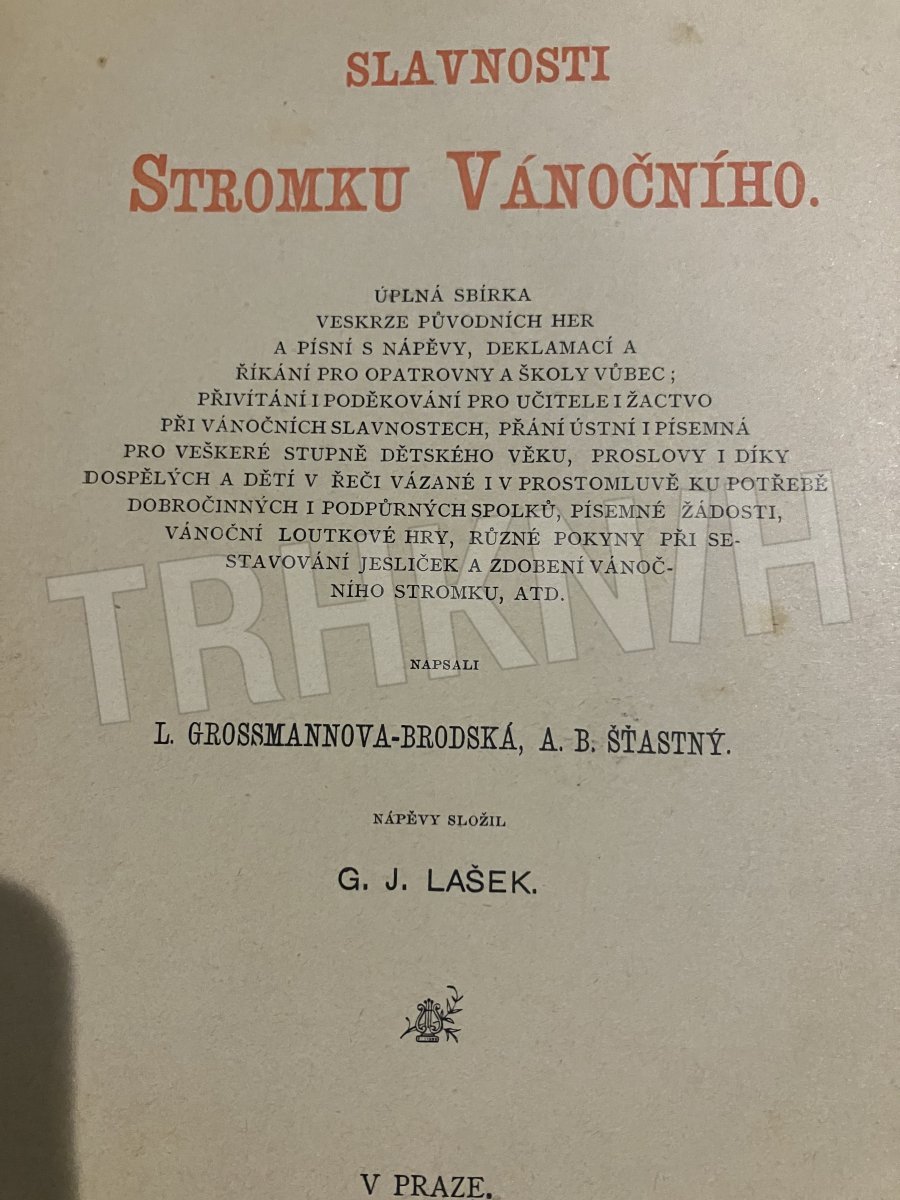 SLAVNOSTI
STROMKU VÁNOČNÍHO.
ÚPLNÁ SBÍRKA
VESKRZE PŮVODNÍCH HER
A PÍSNÍ S NÁPĚVY, DEKLAMACÍ A
ŘÍKÁNÍ PRO OPATROVNY A ŠKOLY VŮBEC;
PŘIVÍTÁNÍ I PODĚKOVÁNÍ PRO UČITELE I ŽACTVO
PŘI VÁNOČNÍCH SLAVNOSTECH, PŘÁNÍ ÚSTNÍ I PÍSEMNÁ
PRO VEŠKERÉ STUPNĚ DĚTSKÉHO VĚKU, PROSLOVY I DÍKY
DOSPĚLÝCH A DĚTÍ V ŘEČI VÁZANÉ I V PROSTOMLUVĚ KU POTŘEBĚ
DOBROČINNÝCH I PODPŮRNÝCH SPOLKŮ, PÍSEMNÉ ŽÁDOSTI,
VÁNOČNÍ LOUTKOVÉ HRY, RŮZNÉ POKYNY PŘI SE-
STAVOVÁNÍ JESLIČEK A ZDOBENÍ VÁNOČ-
NÍHO STROMKU, ATD.
TRHKNIH
NAPSALI
L. GROSSMANNOVA-BRODSKÁ, A. B. ŠŤASTNÝ.
NÁPĚVY SLOŽIL
G. J. LAŠEK.
V PRAZE.